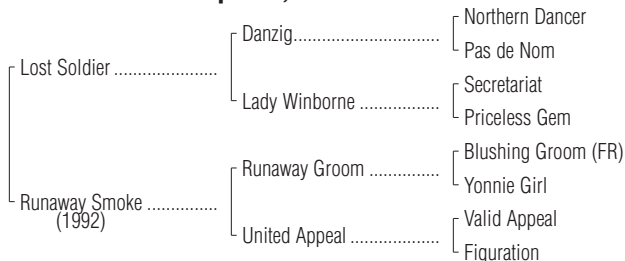 Northern Dancer
Danzig....................................
Pas de Nom
Lost Soldier ......................
Secretariat
Lady Winborne .................
Priceless Gem
Blushing Groom (FR)
Runaway Groom ...............
Yonnie Girl
Runaway Smoke ...............
(1992)
Valid Appeal
United Appeal ...................
Figuration